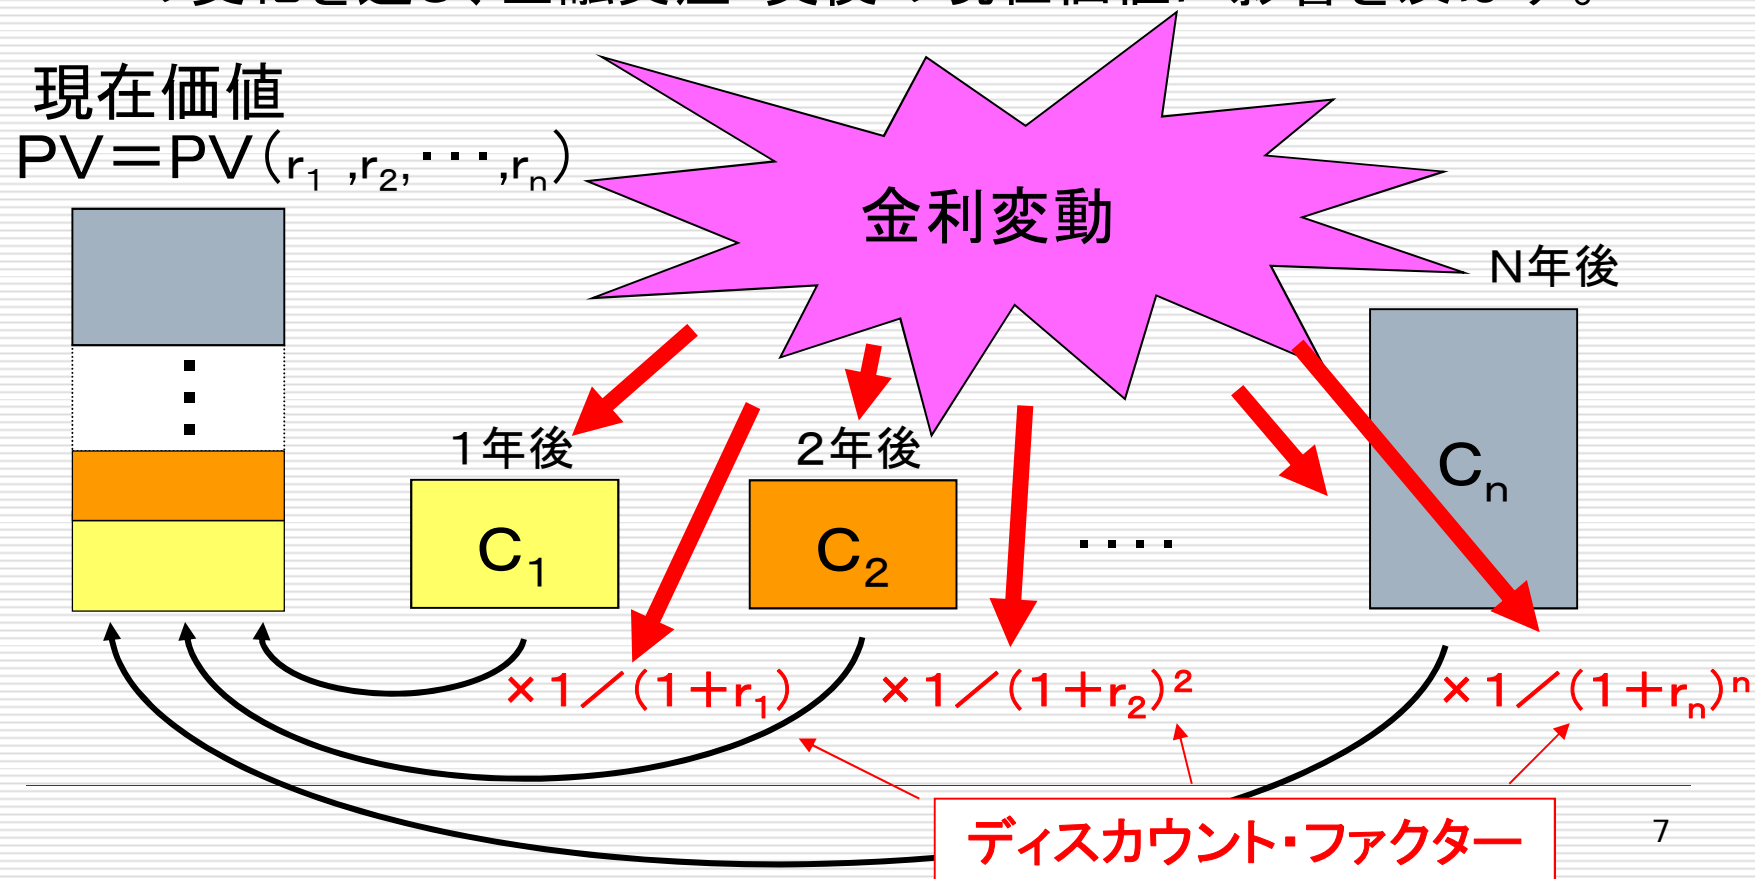 現在価値
PV=PV(r1 ,r2,・・・,rn)
金利変動
N年後
1年後
2年後
C1
C2
・・・・
Cn
×1/(1+r1)
×1/(1+r2)2
×1/(1+rn)n
ディスカウント・ファクター
7